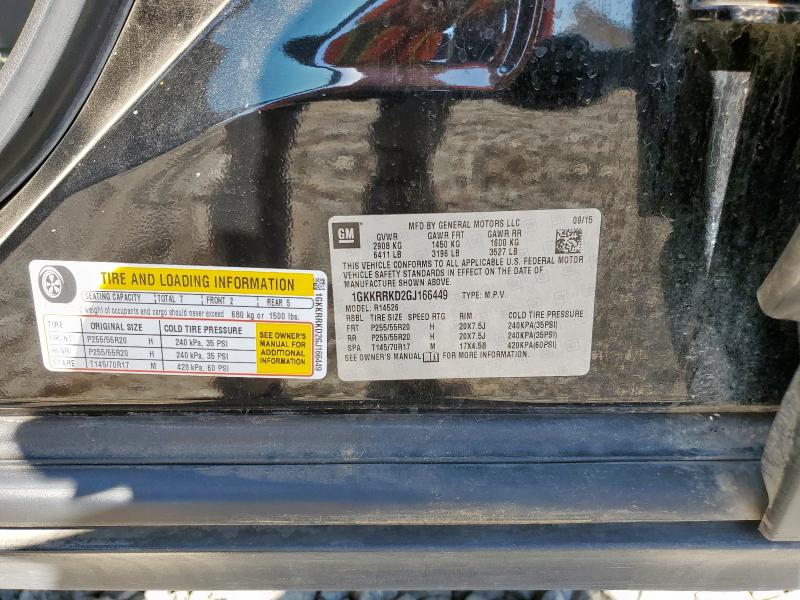 GM
MFD BY GENERAL MOTORS LLC 09/15
GVWR GAWR FRT GAWR RR
2908 KG 1450 KG 1600 KG
6411 LB 3196 LB 3527 LB
THIS VEHICLE CONFORMS TO ALL APPLICABLE U.S. FEDERAL MOTOR
VEHICLE SAFETY STANDARDS IN EFFECT ON THE DATE OF
MANUFACTURE SHOWN ABOVE.
1GKKRRKD2GJ166449 TYPE: M.P.V.
MODEL: R14526
RBBL TIRE SIZE SPEED RTG RIM COLD TIRE PRESSURE
FRT P255/55R20 H 20X7.5J 240KPA(35PSI)
RR P255/55R20 H 20X7.5J 240KPA(35PSI)
SPA T145/70R17 M 17X4.5B 420KPA(60PSI)
SEE OWNER'S MANUAL FOR MORE INFORMATION.
TIRE AND LOADING INFORMATION
SEATING CAPACITY TOTAL 7 FRONT 2 REAR 5
weight of occupants and cargo should never exceed 680 kg or 1500 lbs.
TIRE ORIGINAL SIZE COLD TIRE PRESSURE
FRONT P255/55R20 H 240 kPa, 35 PSI
REAR P255/55R20 H 240 kPa, 35 PSI
SPARE T145/70R17 M 420 kPa, 60 PSI
SEE OWNER'S
MANUAL FOR
ADDITIONAL
INFORMATION
1GKKRRKD2GJ166449